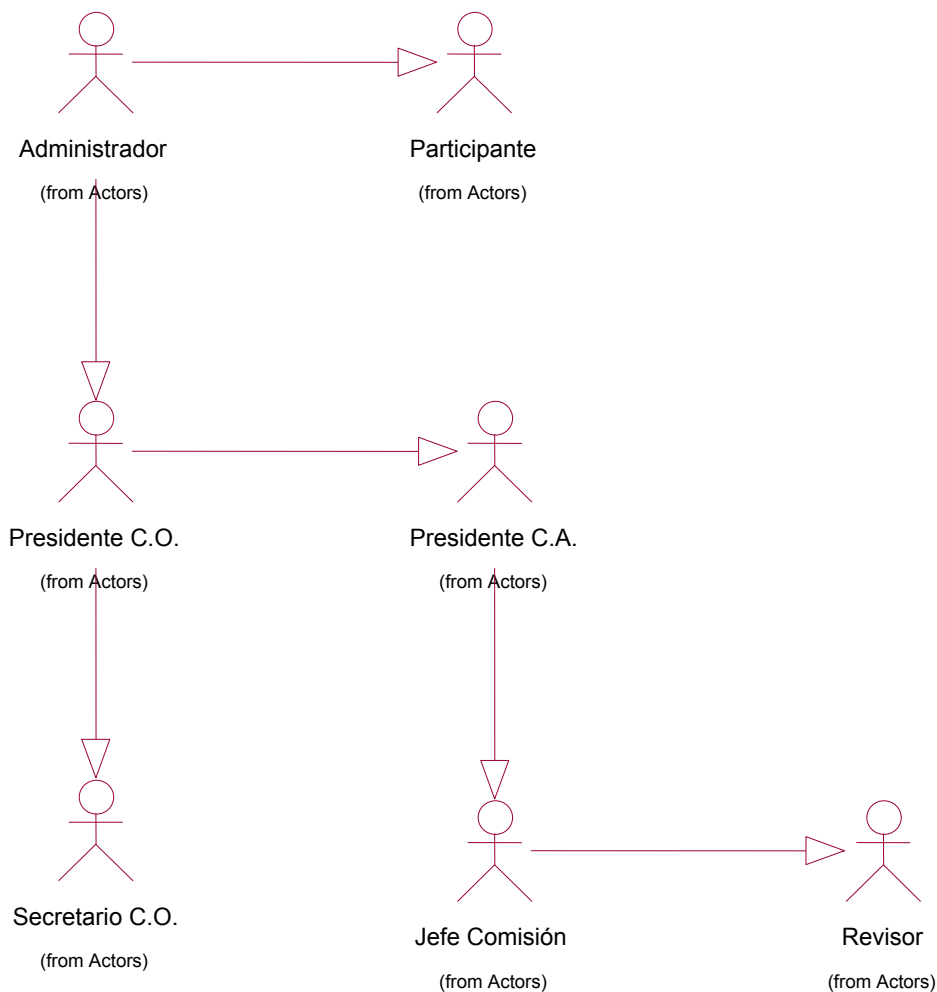 Administrador
(from Actors)
Participante
(from Actors)
Presidente C.O.
(from Actors)
Presidente C.A.
(from Actors)
Secretario C.O.
(from Actors)
Jefe Comisión
(from Actors)
Revisor
(from Actors)